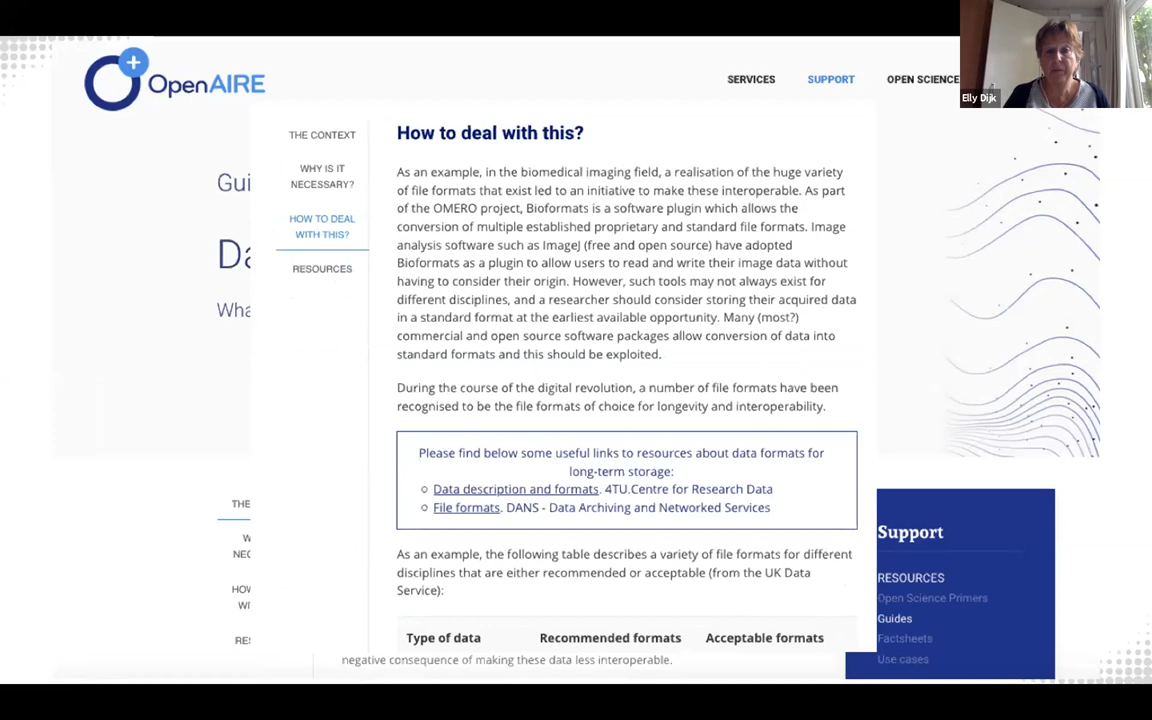 OpenAIRE
SERVICES
SUPPORT
OPEN SCIENCE
Elly Dijk
Gui
Da
Wha
THE CONTEXT
WHY IS IT
NECESSARY?
HOW TO DEAL
WITH THIS?
RESOURCES
How to deal with this?
As an example, in the biomedical imaging field, a realisation of the huge variety
of file formats that exist led to an initiative to make these interoperable. As part
of the OMERO project, Bioformats is a software plugin which allows the
conversion of multiple established proprietary and standard file formats. Image
analysis software such as ImageJ (free and open source) have adopted
Bioformats as a plugin to allow users to read and write their image data without
having to consider their origin. However, such tools may not always exist for
different disciplines, and a researcher should consider storing their acquired data
in a standard format at the earliest available opportunity. Many (most?)
commercial and open source software packages allow conversion of data into
standard formats and this should be exploited.
During the course of the digital revolution, a number of file formats have been
recognised to be the file formats of choice for longevity and interoperability.
Please find below some useful links to resources about data formats for
long-term storage:
Data description and formats. 4TU.Centre for Research Data
File formats. DANS - Data Archiving and Networked Services
As an example, the following table describes a variety of file formats for different
disciplines that are either recommended or acceptable (from the UK Data
Service):
Type of data Recommended formats Acceptable formats
negative consequence of making these data less interoperable.
THE
W
NEC
HOW
WI
RES
Support
RESOURCES
Open Science Primers
Guides
Factsheets
Use cases